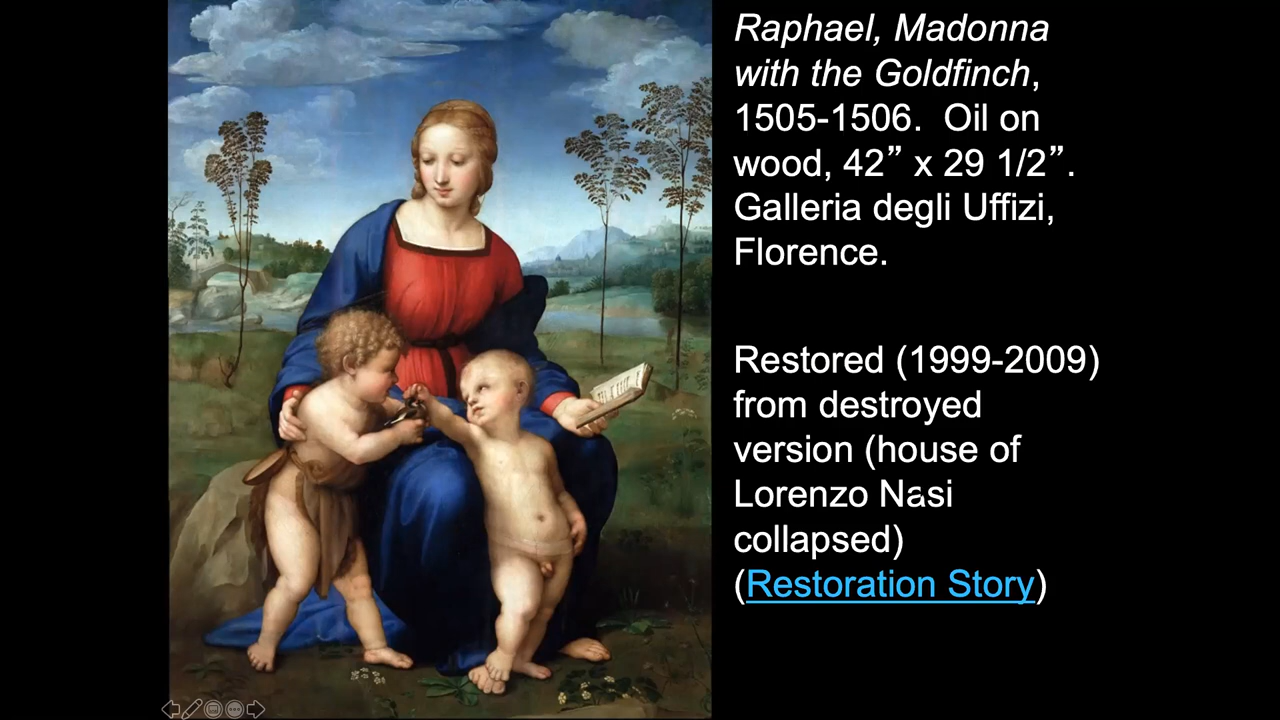 Raphael, Madonna
with the Goldfinch,
1505-1506.  Oil on
wood, 42” x 29 1/2”.
Galleria degli Uffizi,
Florence.
Restored (1999-2009)
from destroyed
version (house of
Lorenzo Nasi
collapsed)
(Restoration Story)